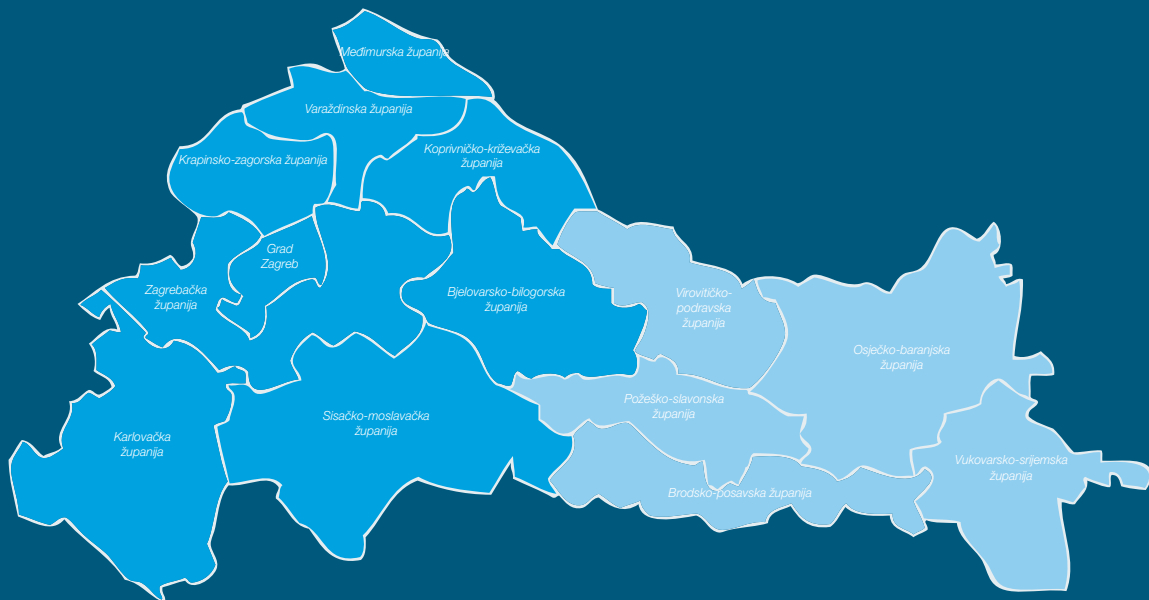 Međimurska županija
Varaždinska županija
Koprivničko-križevačka
županija
Krapinsko-zagorska županija
Grad
Zagreb
Zagrebačka
županija
Bjelovarsko-bilogorska
županija
Virovitičko-
podravska
županija
Osječko-baranjska
županija
Požeško-slavonska
županija
Sisačko-moslavačka
županija
Karlovačka
županija
Vukovarsko-srijemska
županija
Brodsko-posavska županija